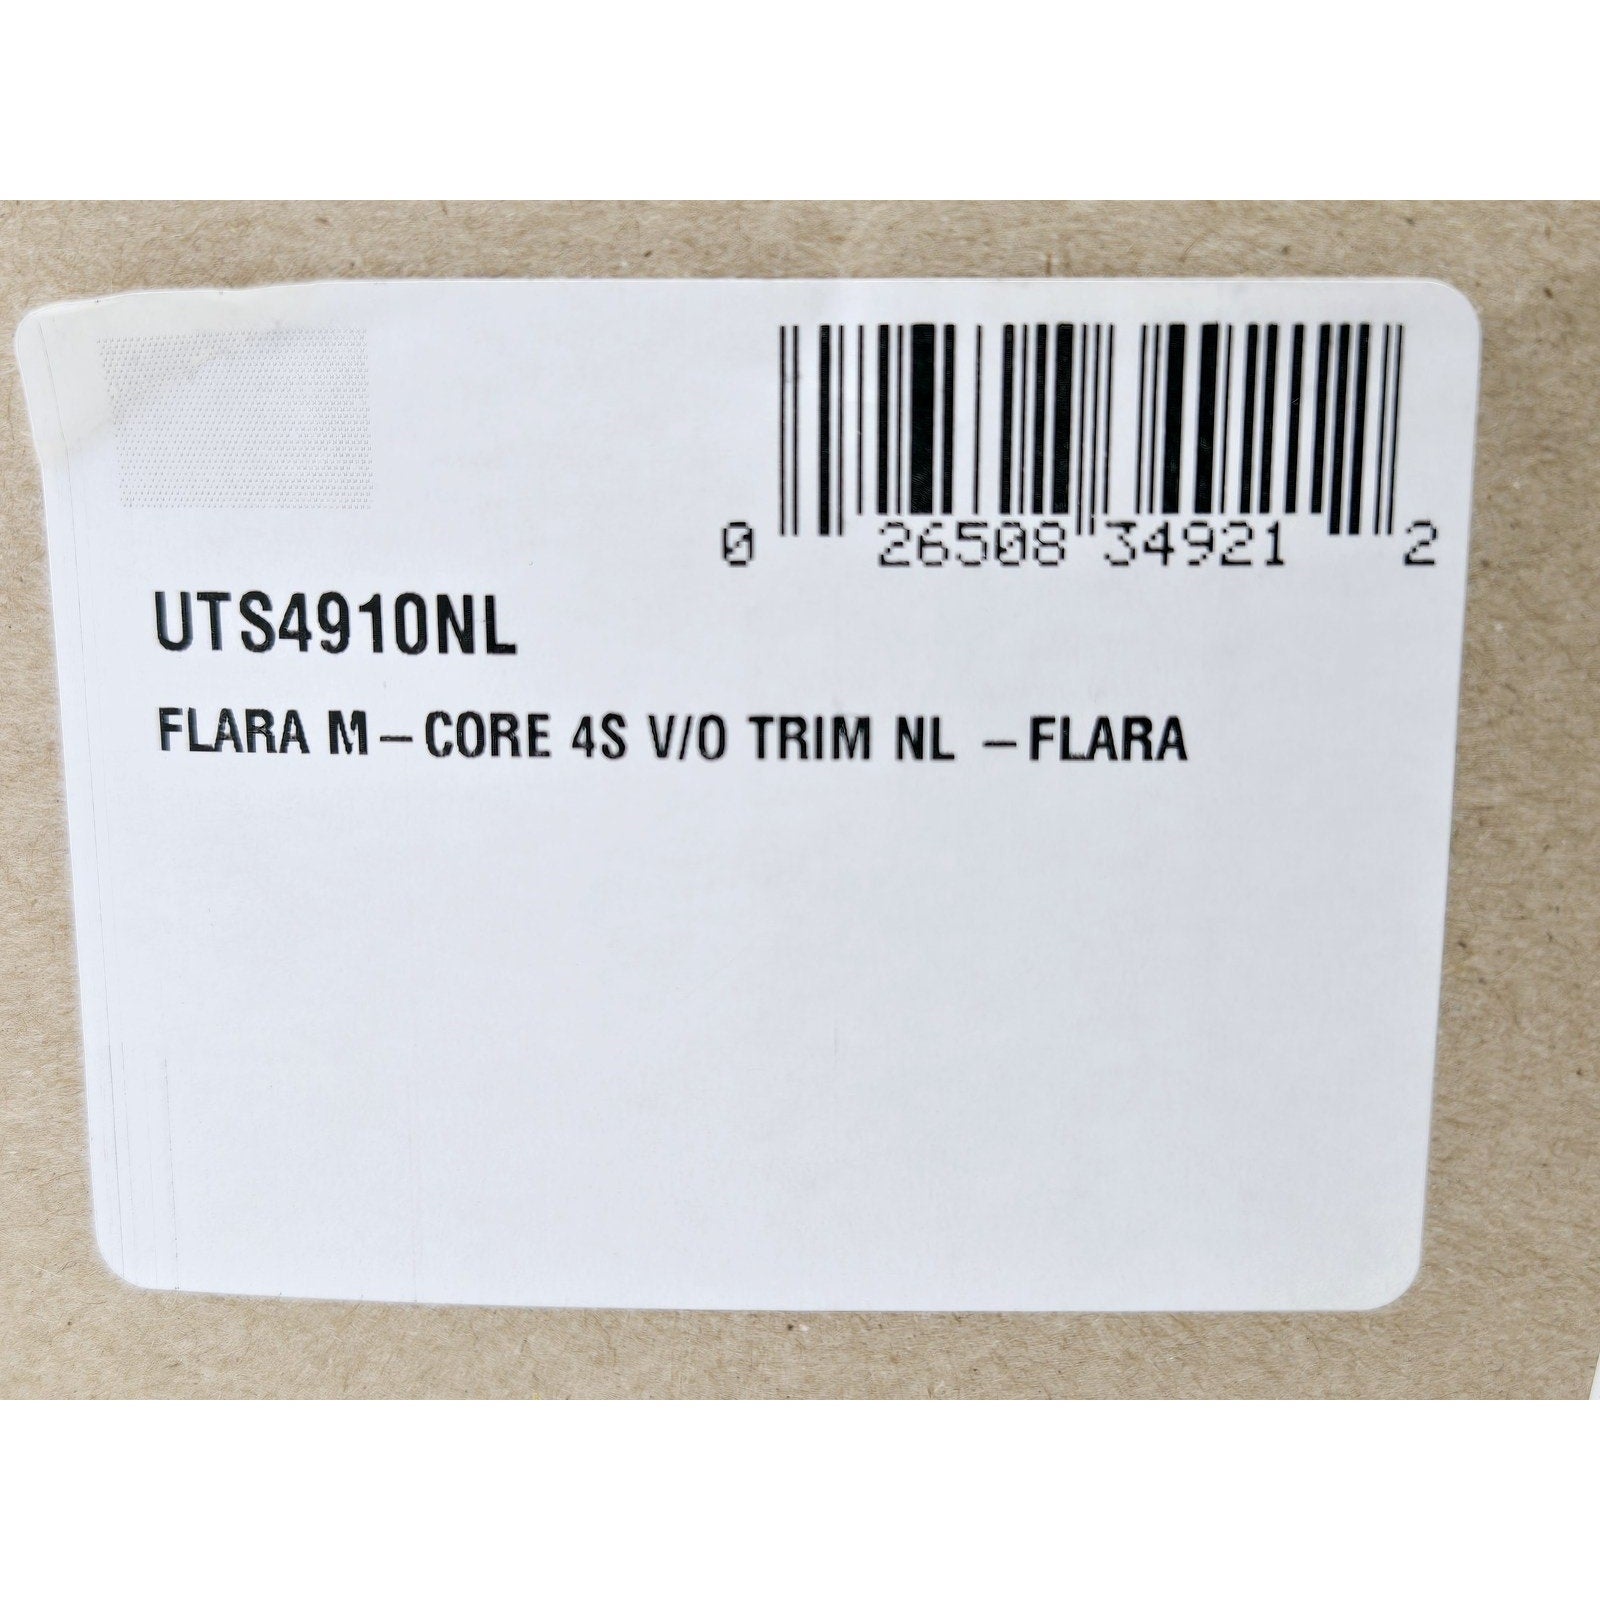 0 26508 34921 2
UTS4910NL
FLARA M-CORE 4S V/O TRIM NL -FLARA